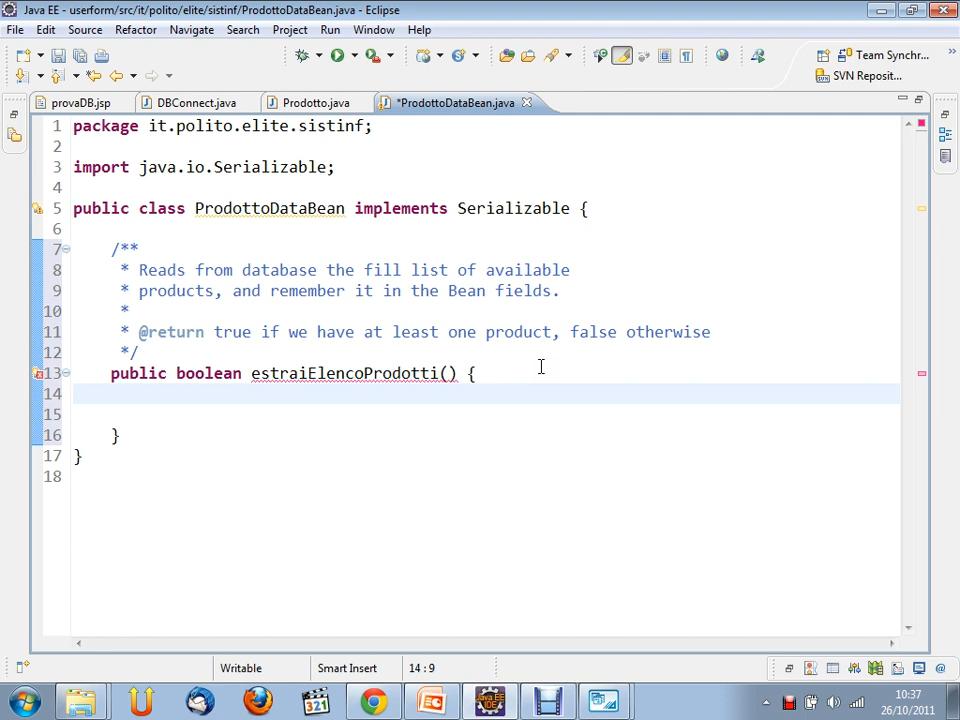 Java EE - userform/src/it/polito/elite/sistinf/ProdottoDataBean.java - Eclipse
File Edit Source Refactor Navigate Search Project Run Window Help
Team Synchr...
SVN Reposit...
provaDB.jsp DBConnect.java Prodotto.java *ProdottoDataBean.java
1 package it.polito.elite.sistinf;
2
3 import java.io.Serializable;
4
5 public class ProdottoDataBean implements Serializable {
6
7 /**
8 * Reads from database the fill list of available
9 * products, and remember it in the Bean fields.
10 *
11 * @return true if we have at least one product, false otherwise
12 */
13 public boolean estraiElencoProdotti() {
14
15
16 }
17 }
18
Writable Smart Insert 14 : 9
321
Java EE IDE
10:37
26/10/2011